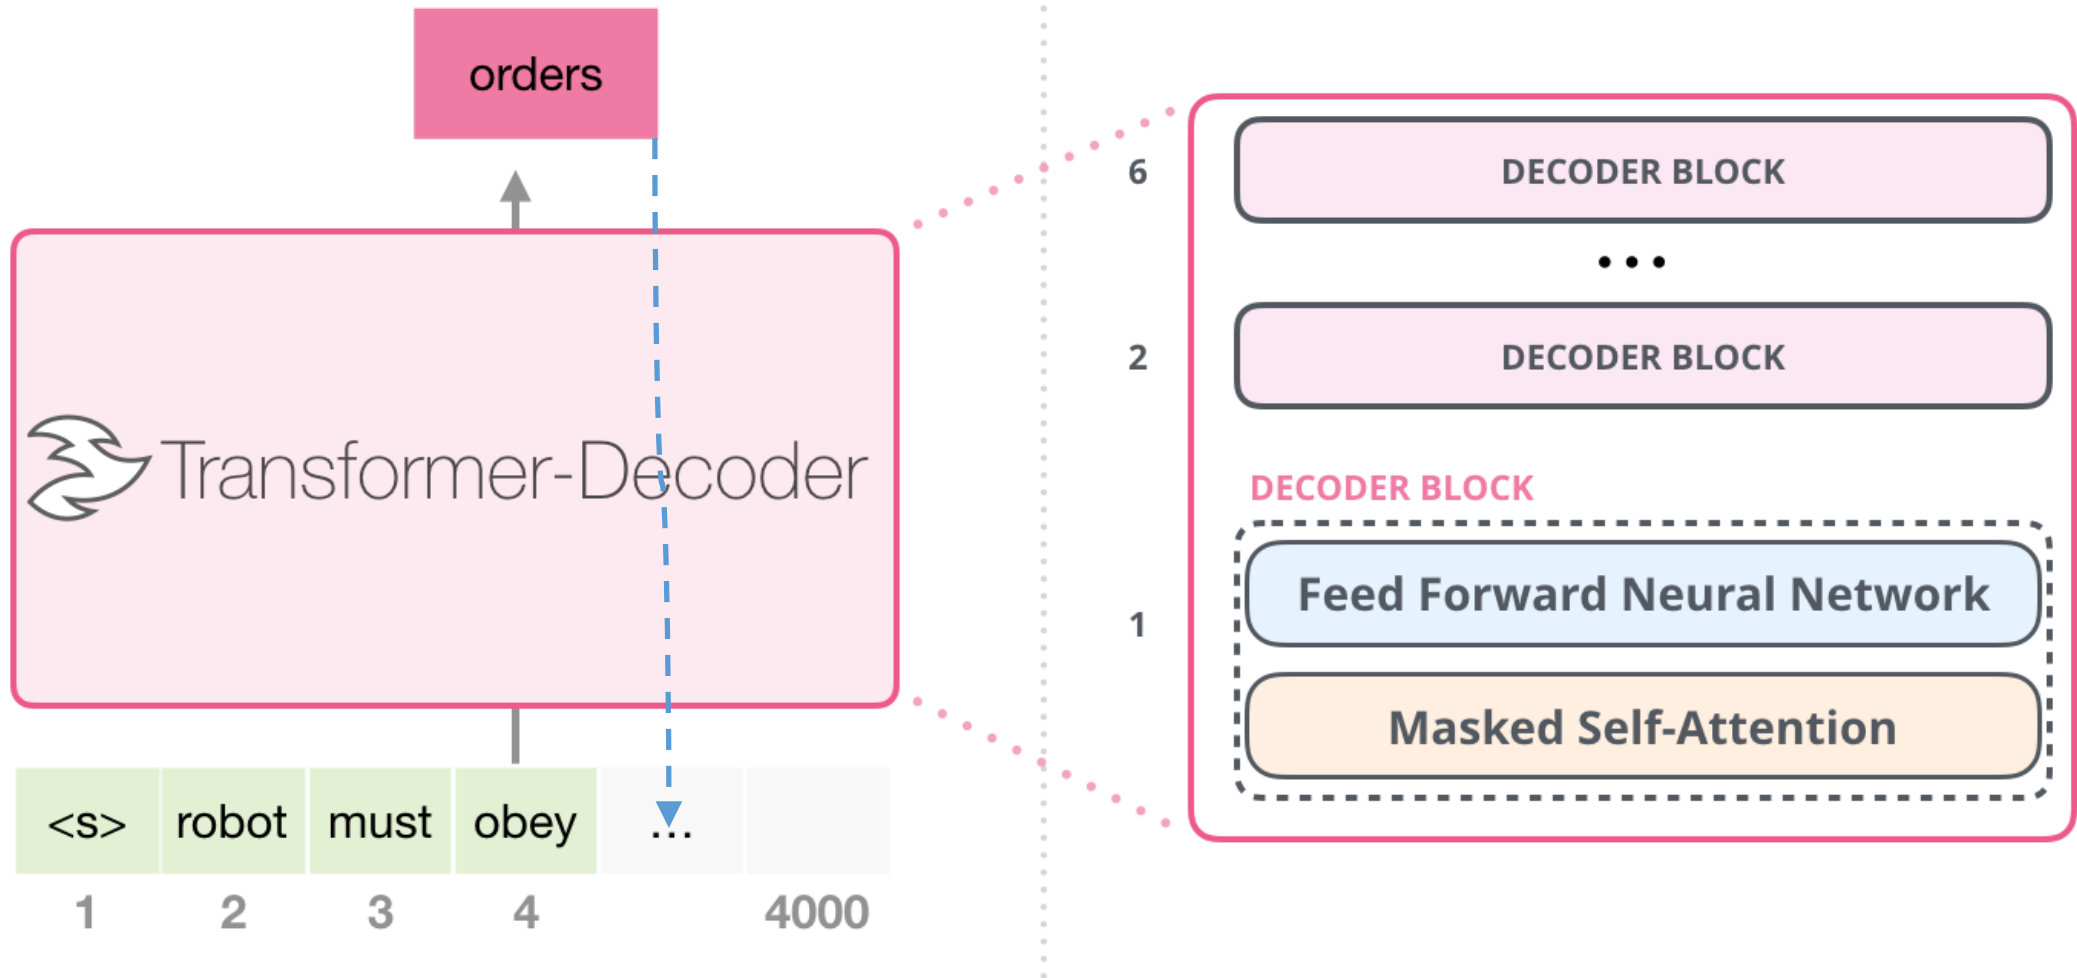 orders
Transformer-Decoder
<s> robot must obey ...
1 2 3 4 4000
6 DECODER BLOCK
...
2 DECODER BLOCK
DECODER BLOCK
Feed Forward Neural Network
1
Masked Self-Attention